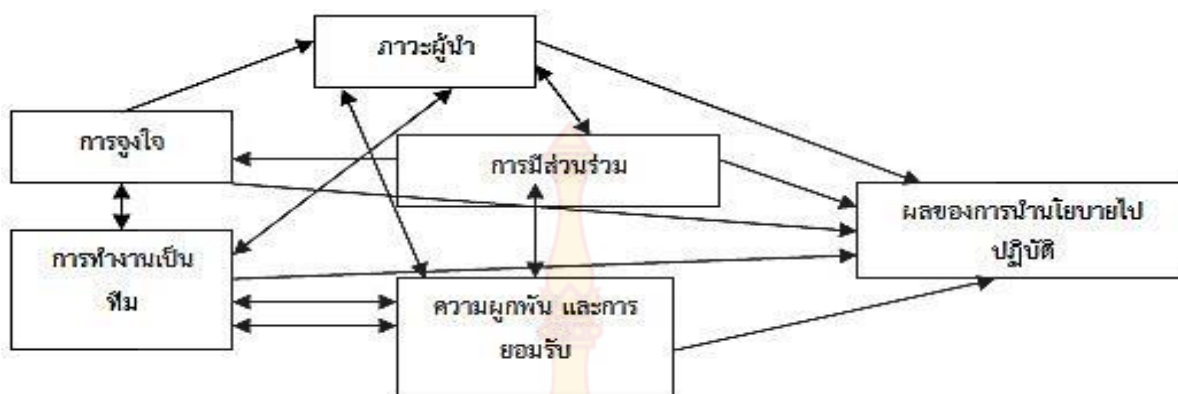 ภาวะผู้นำ
การจูงใจ
การมีส่วนร่วม
ผลของการนำนโยบายไป
ปฏิบัติ
การทำงานเป็น
ทีม
ความผูกพัน และการ
ยอมรับ